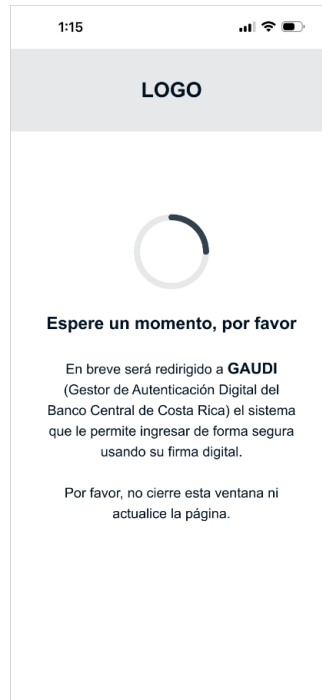 1:15
LOGO
Espere un momento, por favor
En breve será redirigido a GAUDI
(Gestor de Autenticación Digital del
Banco Central de Costa Rica) el sistema
que le permite ingresar de forma segura
usando su firma digital.
Por favor, no cierre esta ventana ni
actualice la página.